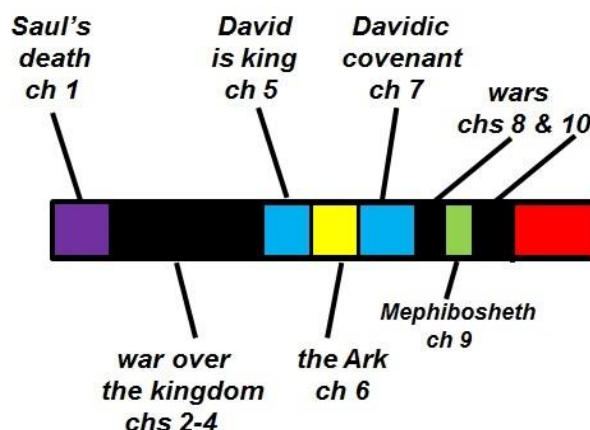 Saul's
death
ch 1
David
is king
ch 5
Davidic
covenant
ch 7
wars
chs 8 & 10
war over
the kingdom
chs 2-4
the Ark
ch 6
Mephibosheth
ch 9